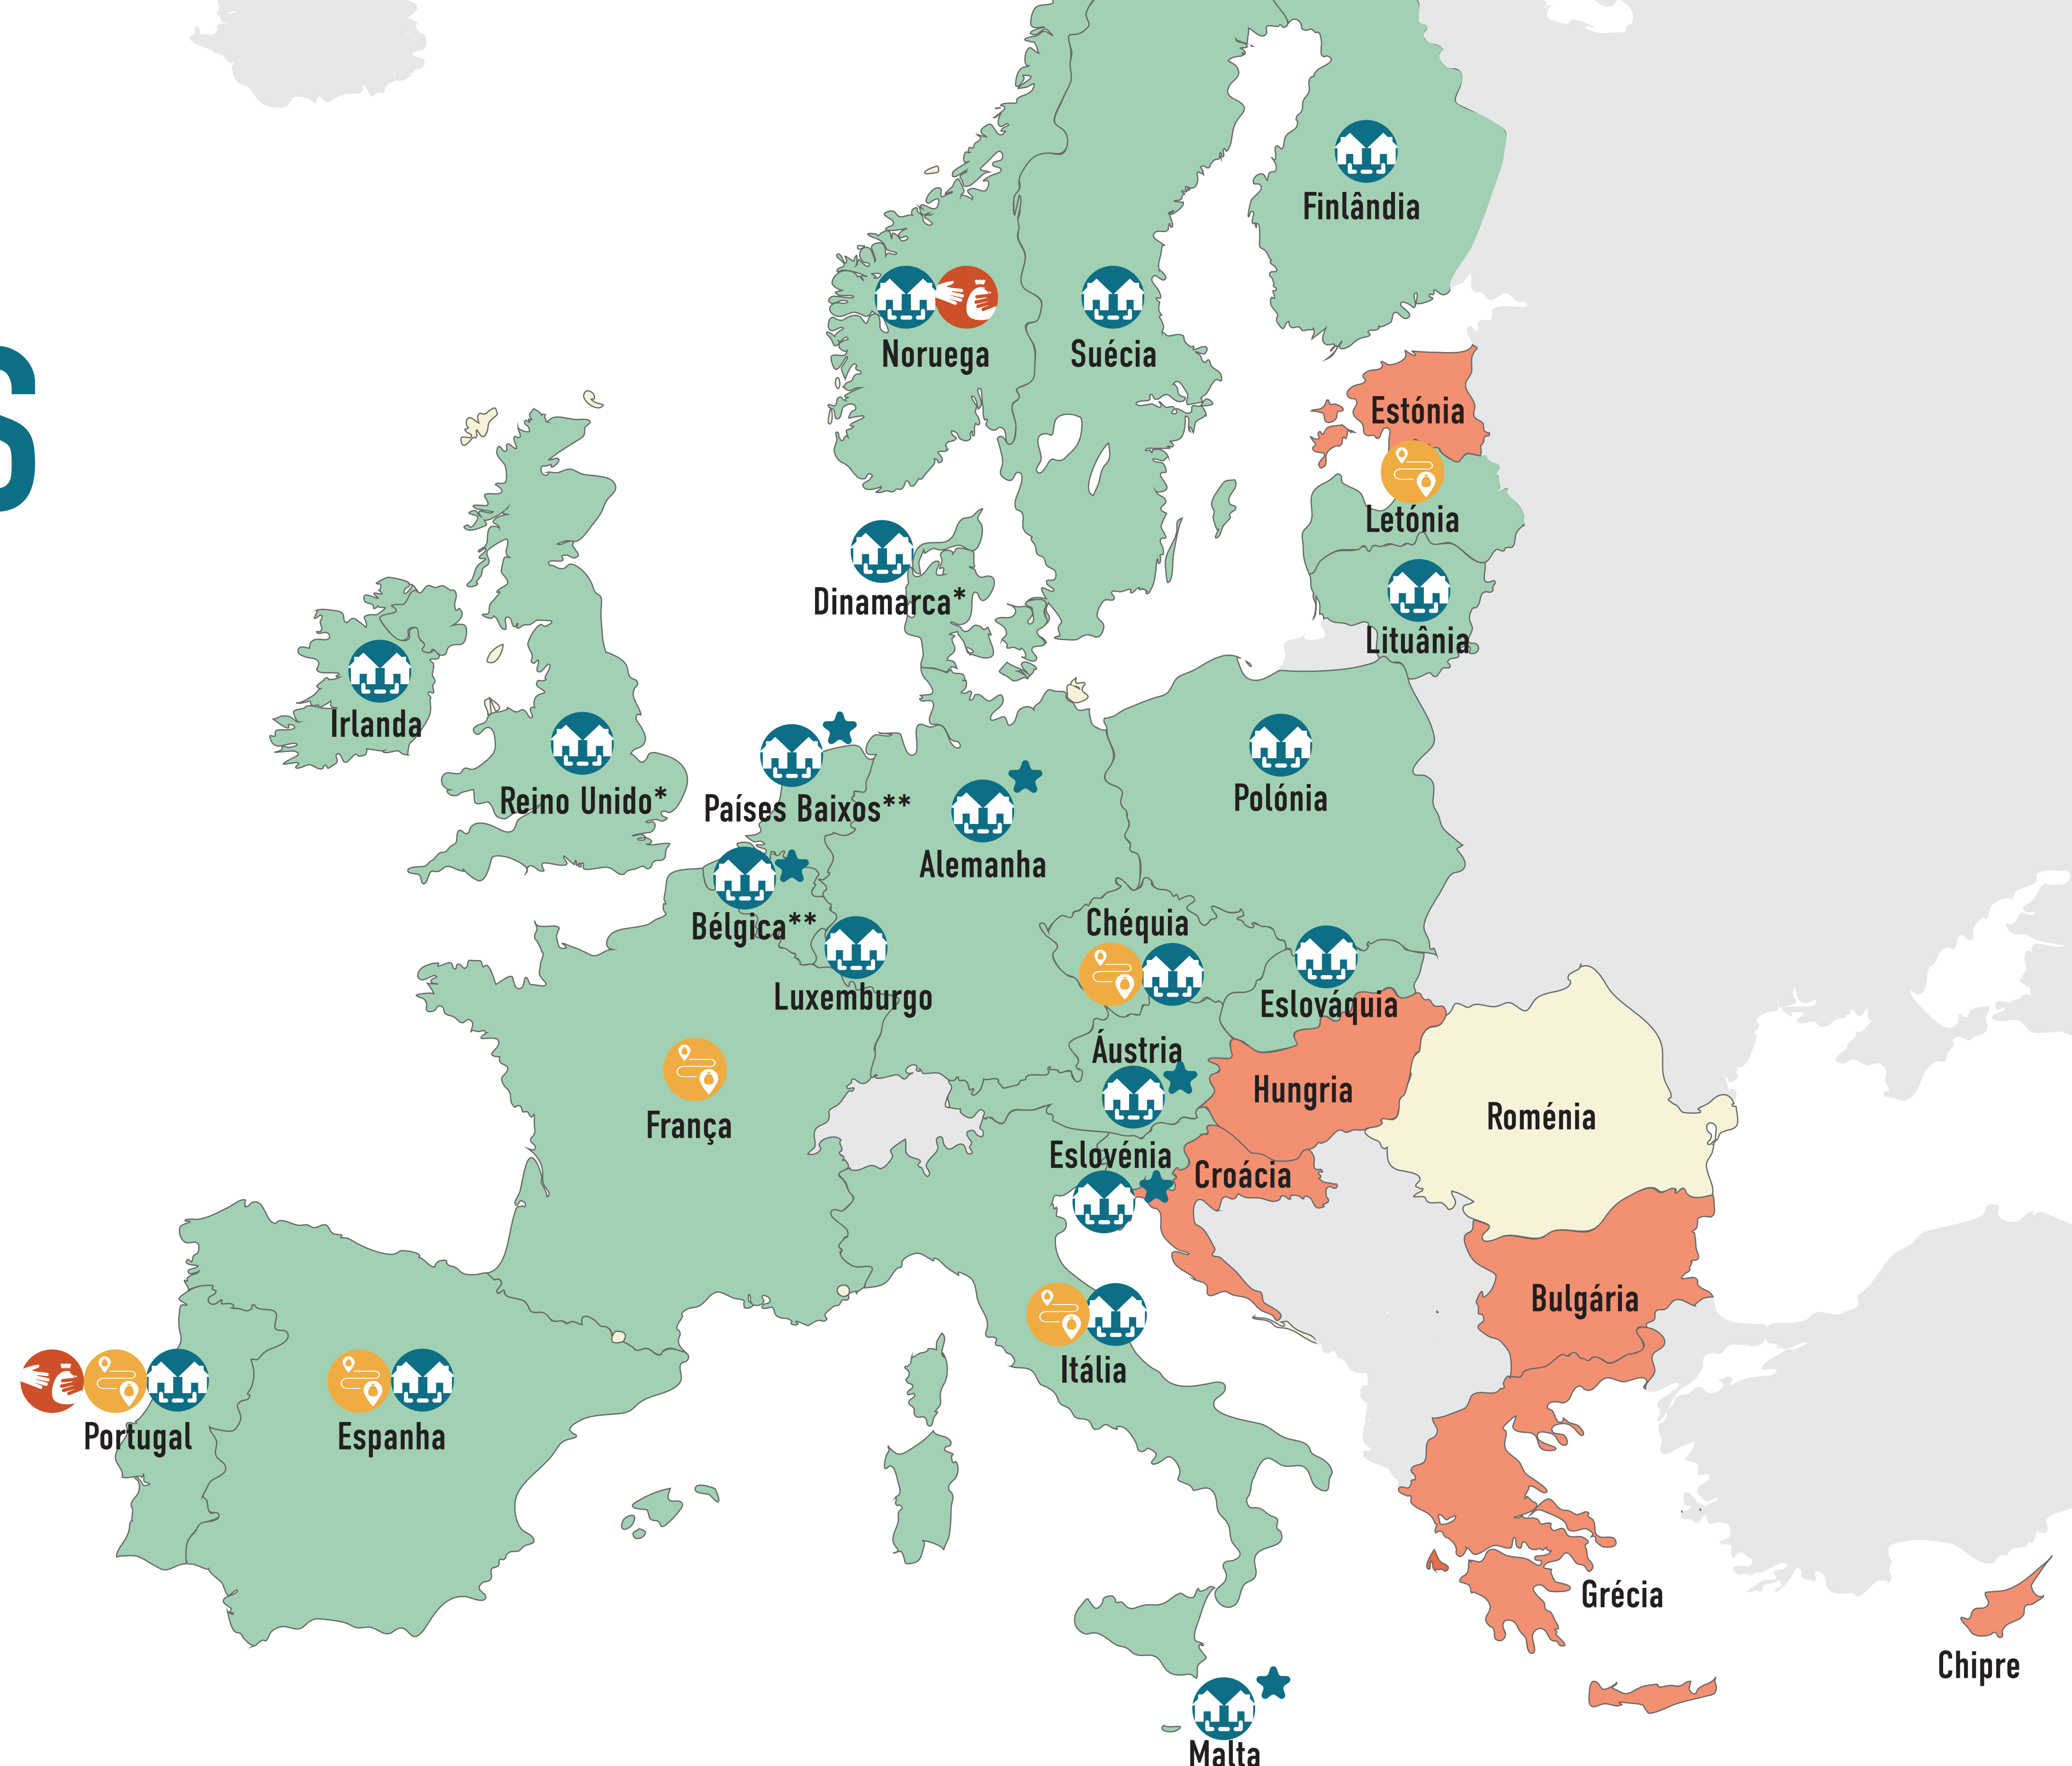 Finlândia
Noruega
Suécia
S
Estónia
Letónia
Dinamarca*
Lituânia
Irlanda
Reino Unido*
Países Baixos**
Polónia
Alemanha
Bélgica**
Chéquia
Luxemburgo
Eslováquia
Áustria
Hungria
França
Roménia
Eslovénia
Croácia
Bulgária
Itália
Portugal
Espanha
Grécia
Chipre
Malta